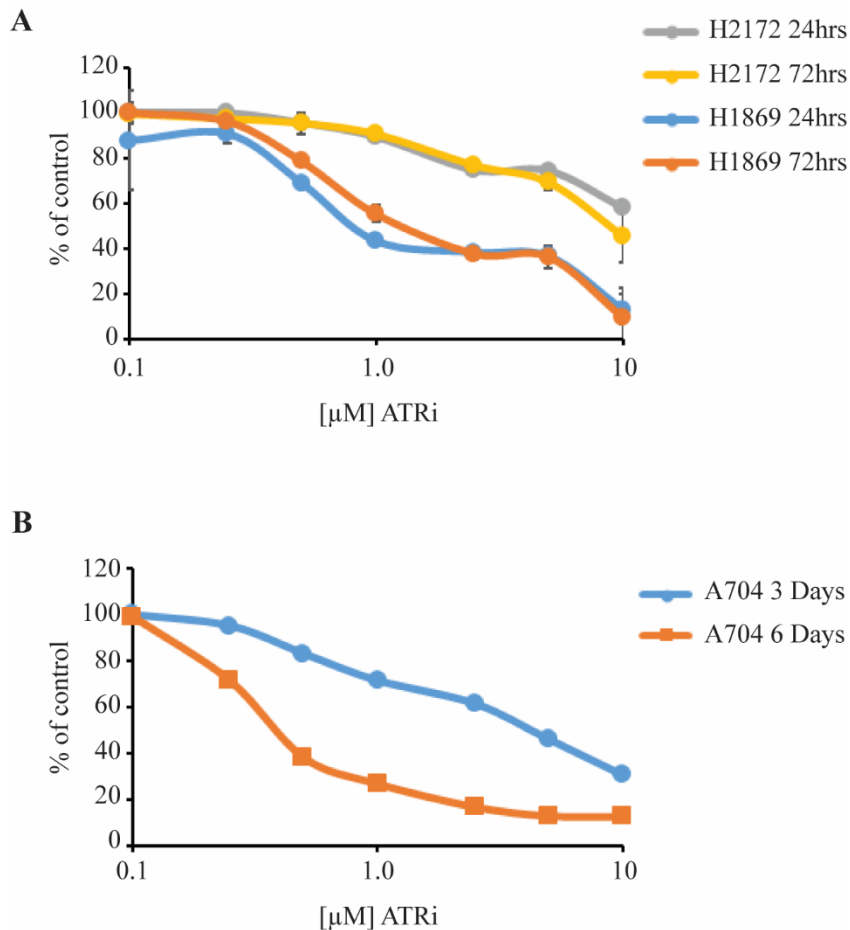 A
H2172 24hrs
H2172 72hrs
H1869 24hrs
H1869 72hrs
120
100
80
60
40
20
0
% of control
0.1 1.0 10
[µM] ATRi
B
A704 3 Days
A704 6 Days
120
100
80
60
40
20
0
% of control
0.1 1.0 10
[µM] ATRi